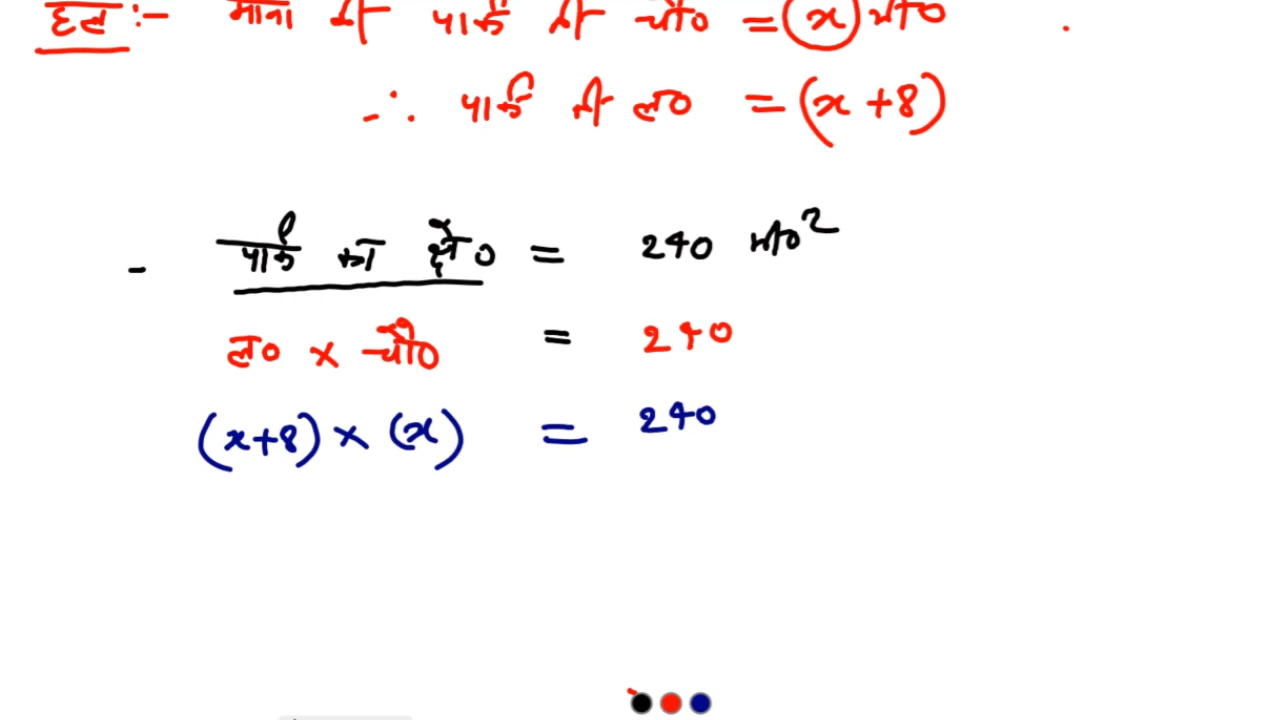 हल :- माना की पार्क की चौ० = x मी०
∴ पार्क की ल० = (x + 8)
पार्क का क्षे० = 240 मी०²
ल० × चौ० = 240
(x+8) × (x) = 240